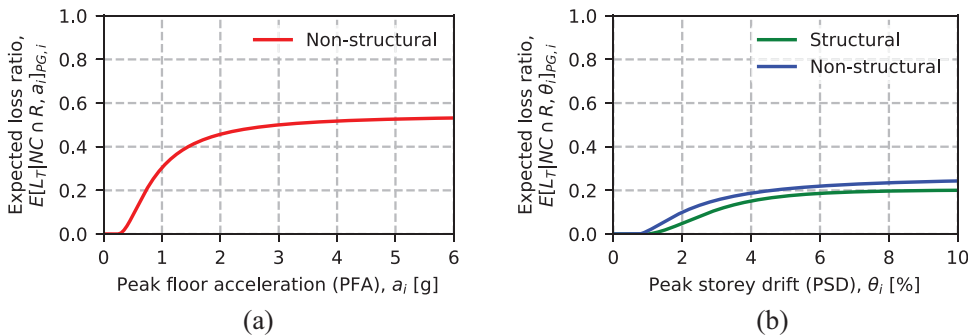 Expected loss ratio,
E[L_T|NC ∩ R, a_i]_{PG,i}
1.0
0.8
0.6
0.4
0.2
0.0
Non-structural
0 1 2 3 4 5 6
Peak floor acceleration (PFA), a_i [g]
(a)
Expected loss ratio,
E[L_T|NC ∩ R, θ_i]_{PG,i}
1.0
0.8
0.6
0.4
0.2
0.0
Structural
Non-structural
0 2 4 6 8 10
Peak storey drift (PSD), θ_i [%]
(b)